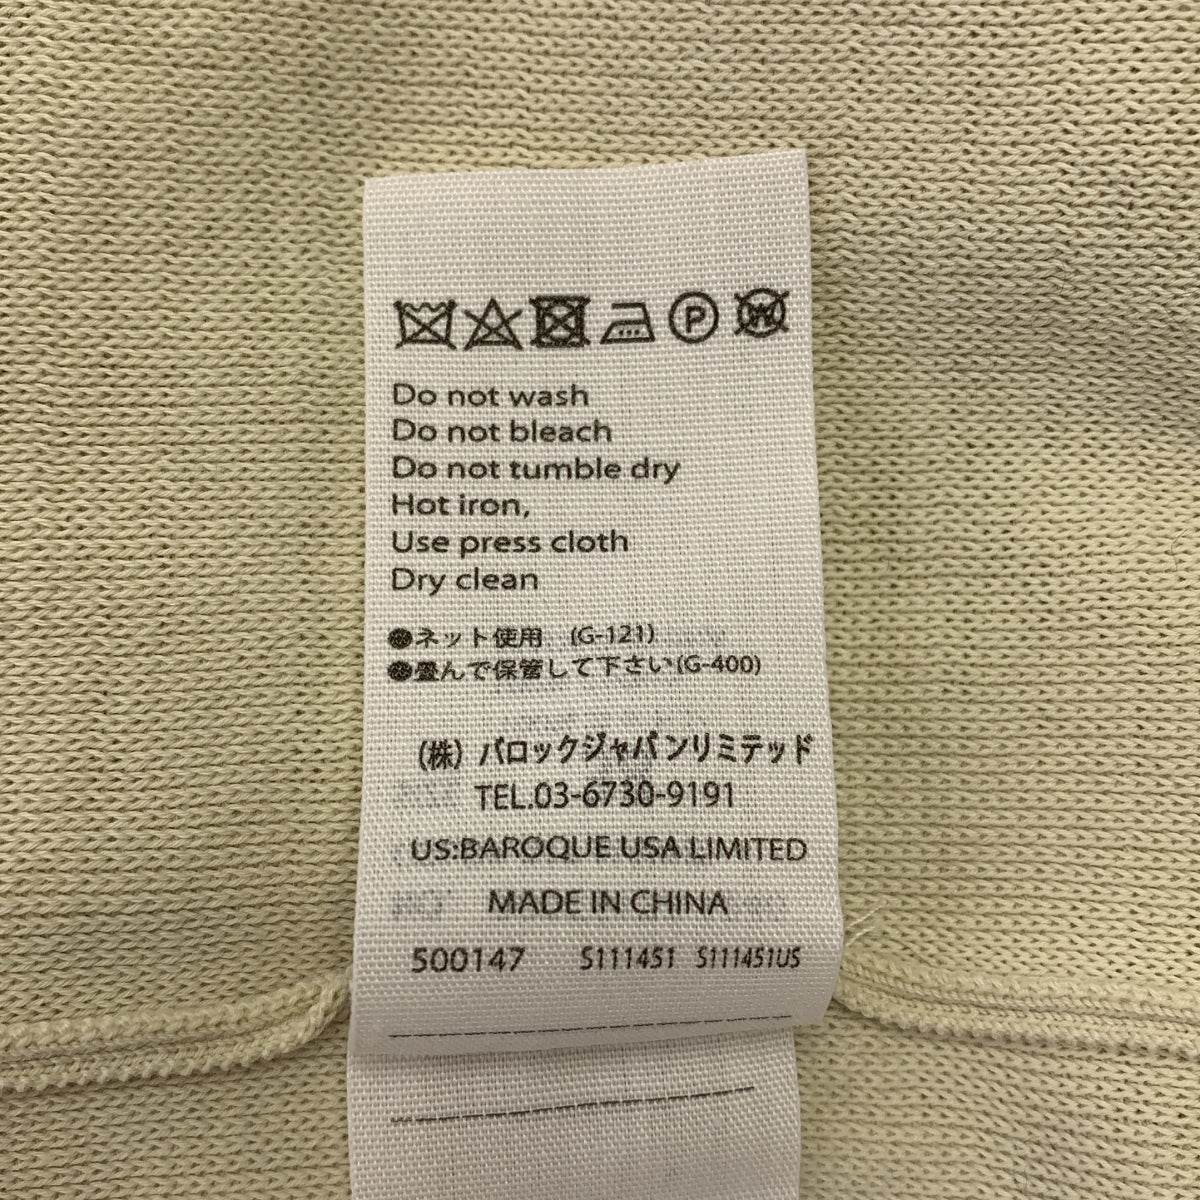 P W
Do not wash
Do not bleach
Do not tumble dry
Hot iron,
Use press cloth
Dry clean
●ネット使用 (G-121)
●畳んで保管して下さい(G-400)
(株) バロックジャパンリミテッド
TEL.03-6730-9191
US:BAROQUE USA LIMITED
MADE IN CHINA
500147 S111451 S111451US